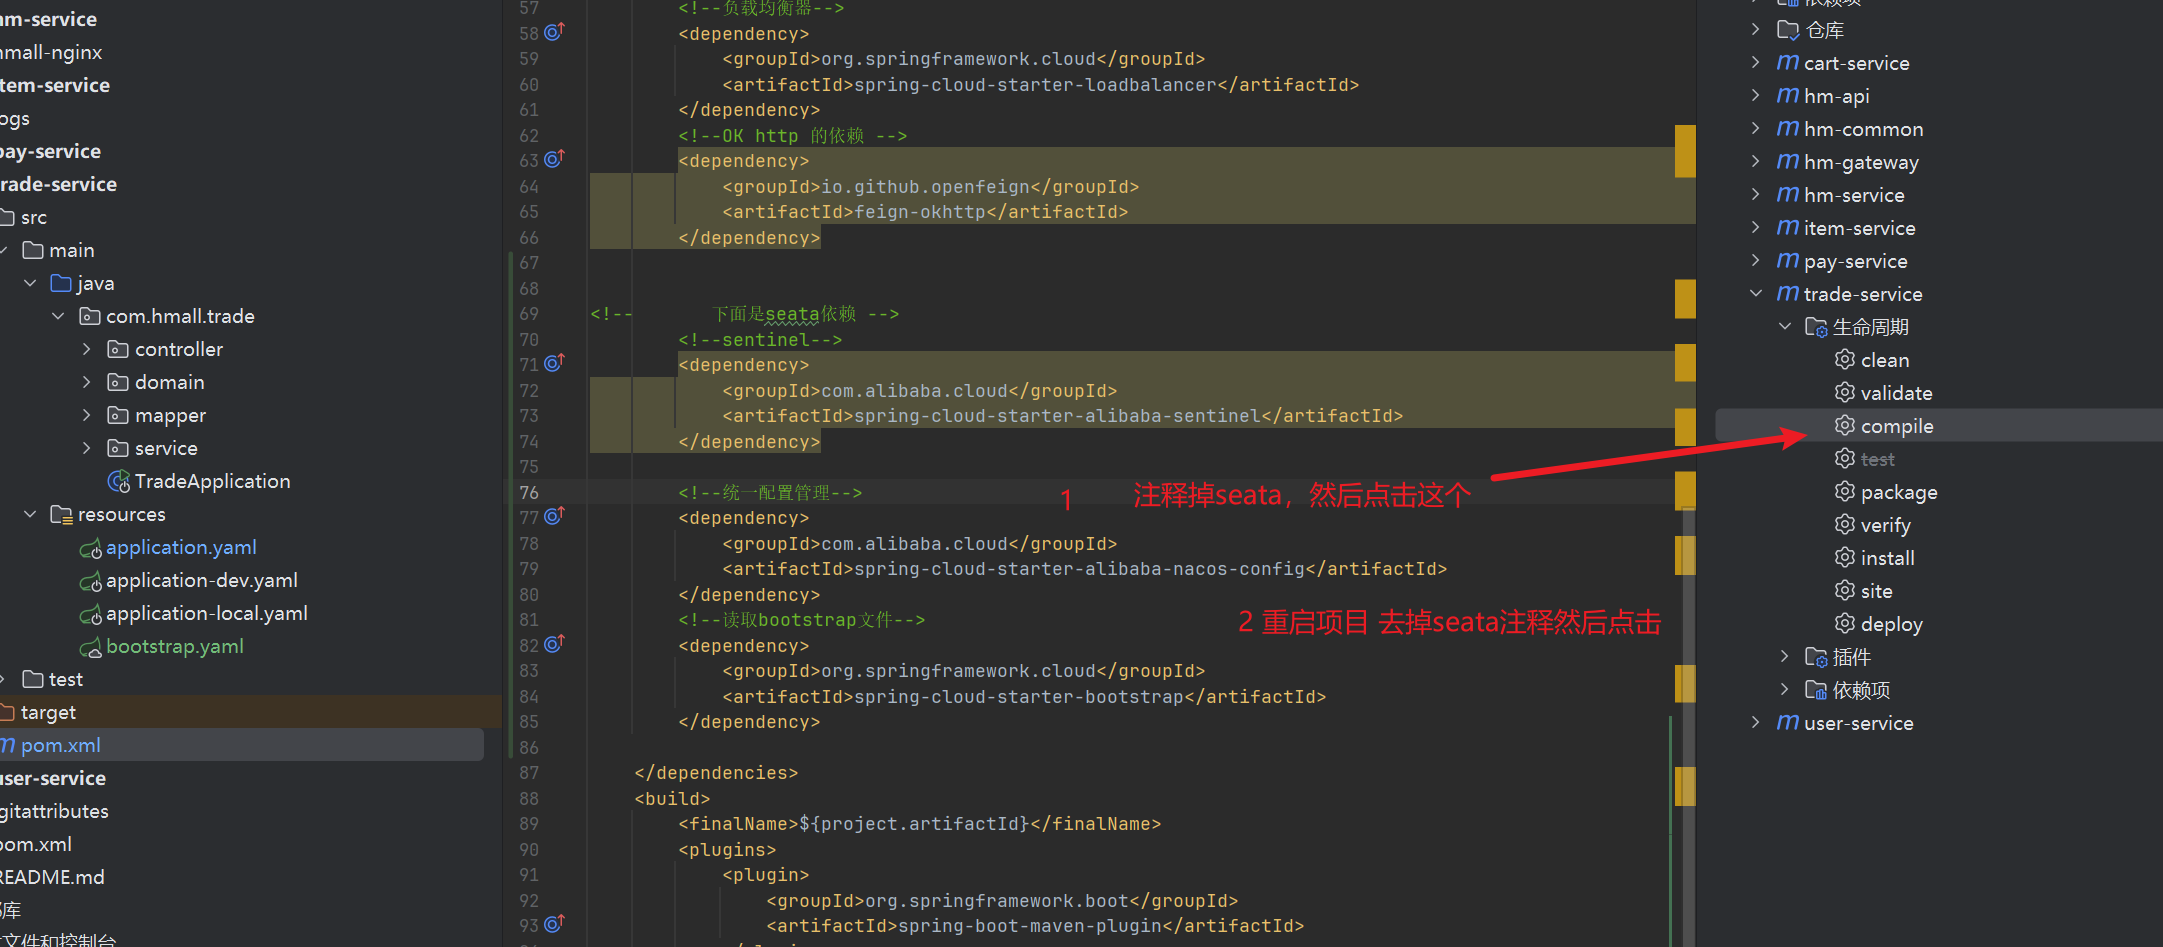 hm-service
hmall-nginx
item-service
logs
pay-service
trade-service
src
main
java
com.hmall.trade
controller
domain
mapper
service
TradeApplication
resources
application.yaml
application-dev.yaml
application-local.yaml
bootstrap.yaml
test
target
pom.xml
user-service
.gitattributes
pom.xml
README.md
57 <!--负载均衡器-->
58 <dependency>
59 <groupId>org.springframework.cloud</groupId>
60 <artifactId>spring-cloud-starter-loadbalancer</artifactId>
61 </dependency>
62 <!--OK http 的依赖 -->
63 <dependency>
64 <groupId>io.github.openfeign</groupId>
65 <artifactId>feign-okhttp</artifactId>
66 </dependency>
67
68
69 <!-- 下面是seata依赖 -->
70 <!--sentinel-->
71 <dependency>
72 <groupId>com.alibaba.cloud</groupId>
73 <artifactId>spring-cloud-starter-alibaba-sentinel</artifactId>
74 </dependency>
75
76 <!--统一配置管理-->
77 <dependency>
78 <groupId>com.alibaba.cloud</groupId>
79 <artifactId>spring-cloud-starter-alibaba-nacos-config</artifactId>
80 </dependency>
81 <!--读取bootstrap文件-->
82 <dependency>
83 <groupId>org.springframework.cloud</groupId>
84 <artifactId>spring-cloud-starter-bootstrap</artifactId>
85 </dependency>
86
87 </dependencies>
88 <build>
89 <finalName>${project.artifactId}</finalName>
90 <plugins>
91 <plugin>
92 <groupId>org.springframework.boot</groupId>
93 <artifactId>spring-boot-maven-plugin</artifactId>
1 注释掉seata，然后点击这个
2 重启项目 去掉seata注释然后点击
依赖项
仓库
cart-service
hm-api
hm-common
hm-gateway
hm-service
item-service
pay-service
trade-service
生命周期
clean
validate
compile
test
package
verify
install
site
deploy
插件
依赖项
user-service